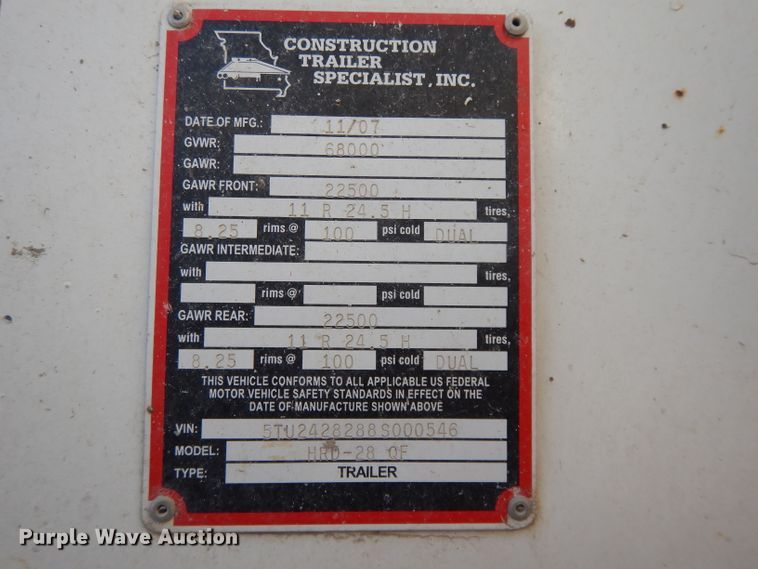 CONSTRUCTION
TRAILER
SPECIALIST, INC.
DATE OF MFG.: 11/07
GVWR: 68000
GAWR:
GAWR FRONT: 22500
with 11 R 24.5 H tires,
8.25 rims @ 100 psi cold DUAL
GAWR INTERMEDIATE:
with tires,
rims @ psi cold
GAWR REAR: 22500
with 11 R 24.5 H tires,
8.25 rims @ 100 psi cold DUAL
THIS VEHICLE CONFORMS TO ALL APPLICABLE US FEDERAL
MOTOR VEHICLE SAFETY STANDARDS IN EFFECT ON THE
DATE OF MANUFACTURE SHOWN ABOVE
VIN: 5TU2428288S000546
MODEL: HRD-28 QF
TYPE: TRAILER
Purple Wave Auction